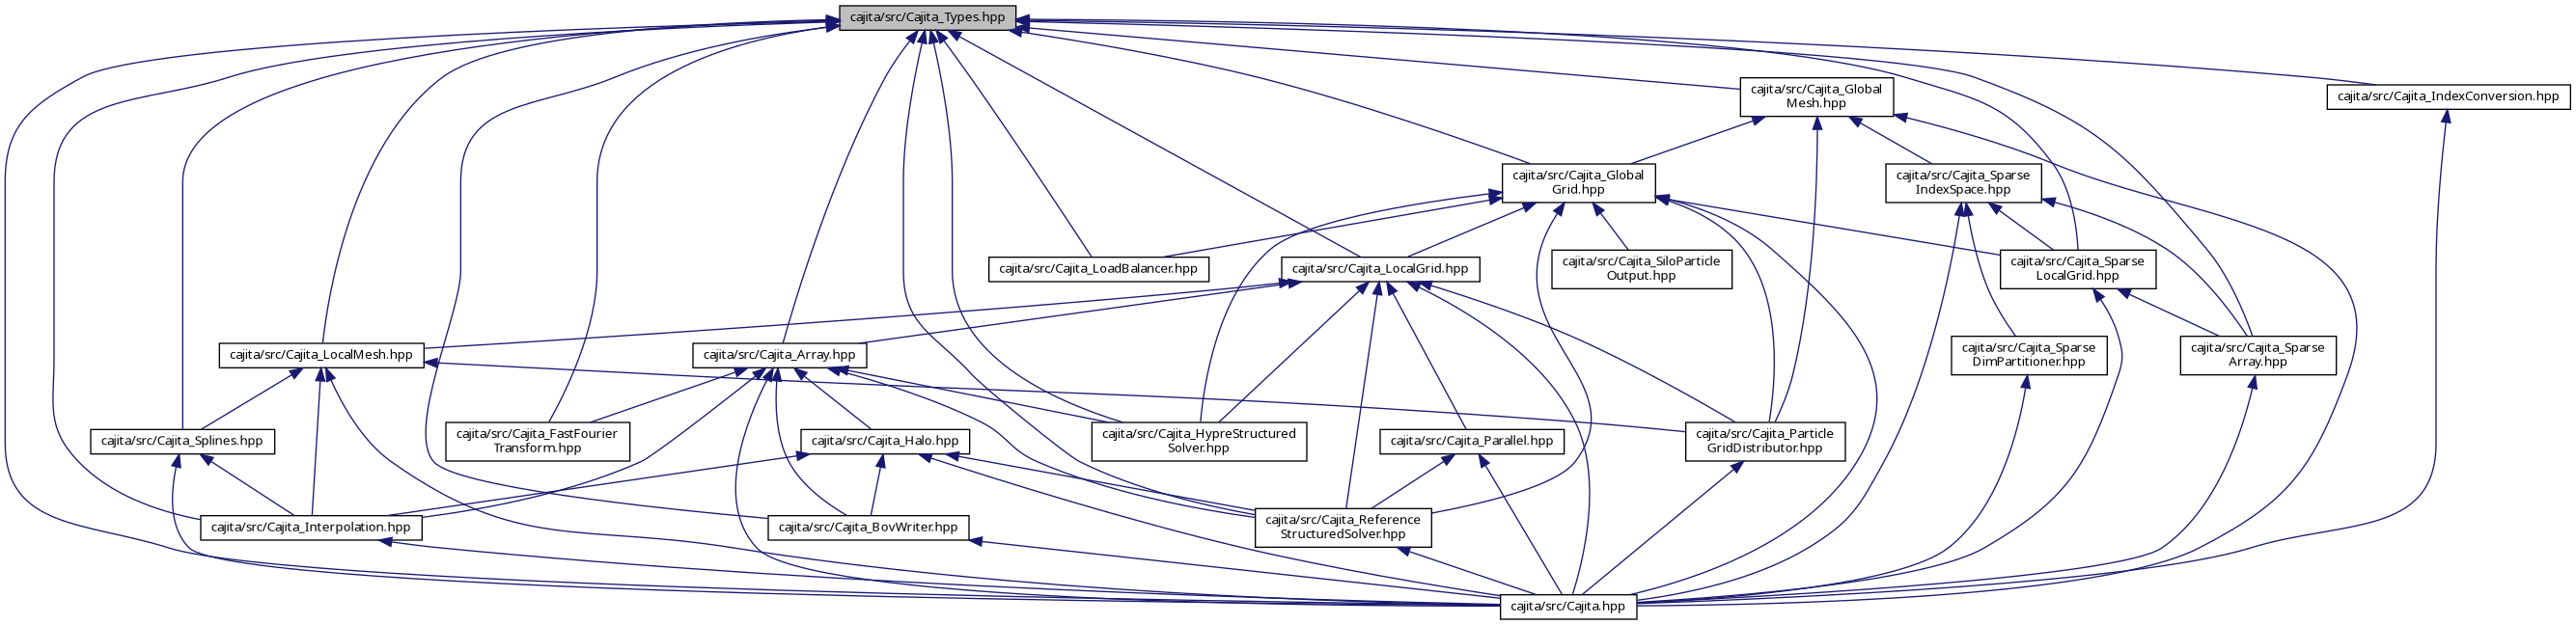 cajita/src/Cajita_Types.hpp
cajita/src/Cajita_Global
Mesh.hpp
cajita/src/Cajita_IndexConversion.hpp
cajita/src/Cajita_Global
Grid.hpp
cajita/src/Cajita_Sparse
IndexSpace.hpp
cajita/src/Cajita_LoadBalancer.hpp
cajita/src/Cajita_LocalGrid.hpp
cajita/src/Cajita_SiloParticle
Output.hpp
cajita/src/Cajita_Sparse
LocalGrid.hpp
cajita/src/Cajita_LocalMesh.hpp
cajita/src/Cajita_Array.hpp
cajita/src/Cajita_Sparse
DimPartitioner.hpp
cajita/src/Cajita_Sparse
Array.hpp
cajita/src/Cajita_Splines.hpp
cajita/src/Cajita_FastFourier
Transform.hpp
cajita/src/Cajita_Halo.hpp
cajita/src/Cajita_HypreStructured
Solver.hpp
cajita/src/Cajita_Parallel.hpp
cajita/src/Cajita_Particle
GridDistributor.hpp
cajita/src/Cajita_Interpolation.hpp
cajita/src/Cajita_BovWriter.hpp
cajita/src/Cajita_Reference
StructuredSolver.hpp
cajita/src/Cajita.hpp